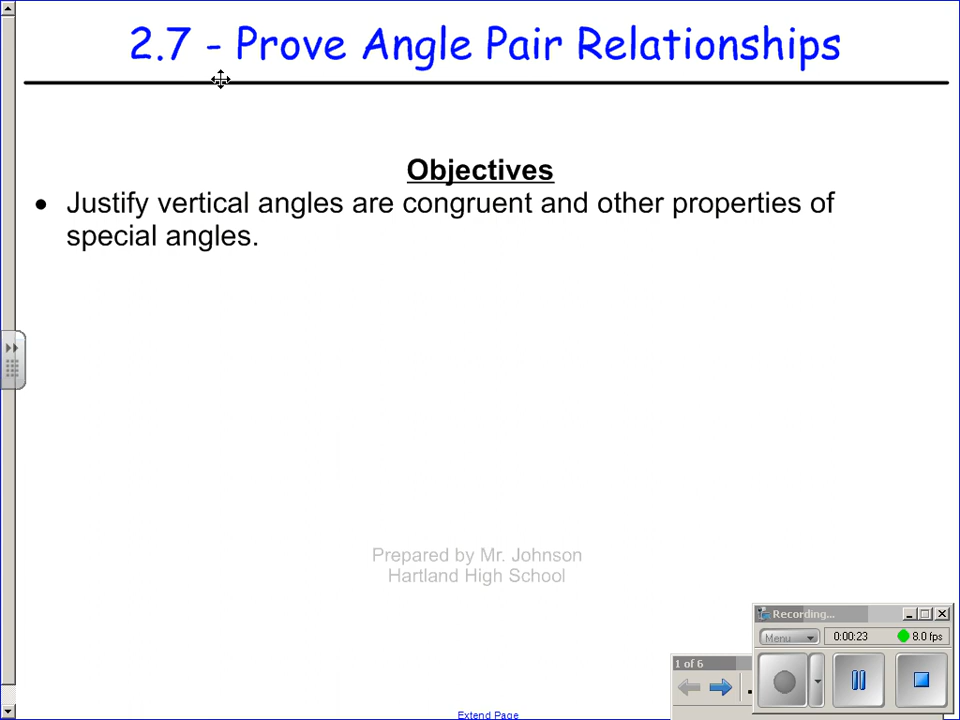 2.7 - Prove Angle Pair Relationships
Objectives
• Justify vertical angles are congruent and other properties of
special angles.
Prepared by Mr. Johnson
Hartland High School
Recording...
Menu 0:00:23 8.0 fps
1 of 6
Extend Page